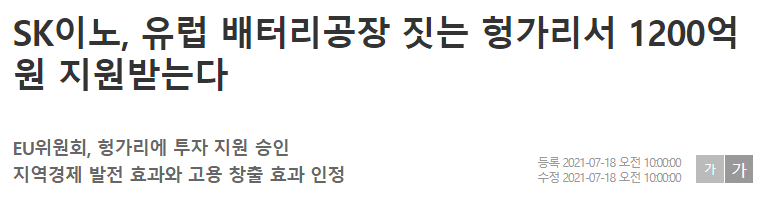 SK이노, 유럽 배터리공장 짓는 헝가리서 1200억
원 지원받는다
EU위원회, 헝가리에 투자 지원 승인
지역경제 발전 효과와 고용 창출 효과 인정
등록 2021-07-18 오전 10:00:00
수정 2021-07-18 오전 10:00:00
가 가